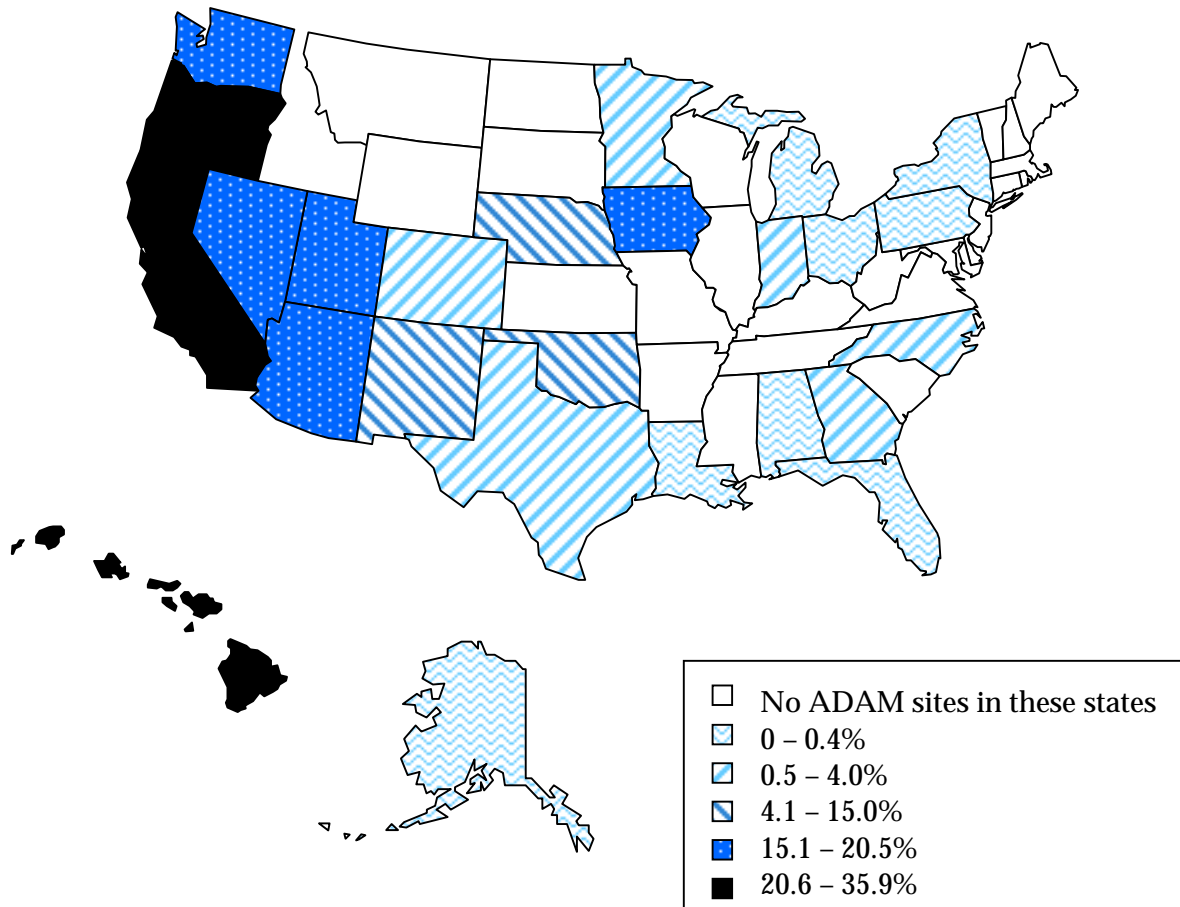 No ADAM sites in these states
0 – 0.4%
0.5 – 4.0%
4.1 – 15.0%
15.1 – 20.5%
20.6 – 35.9%